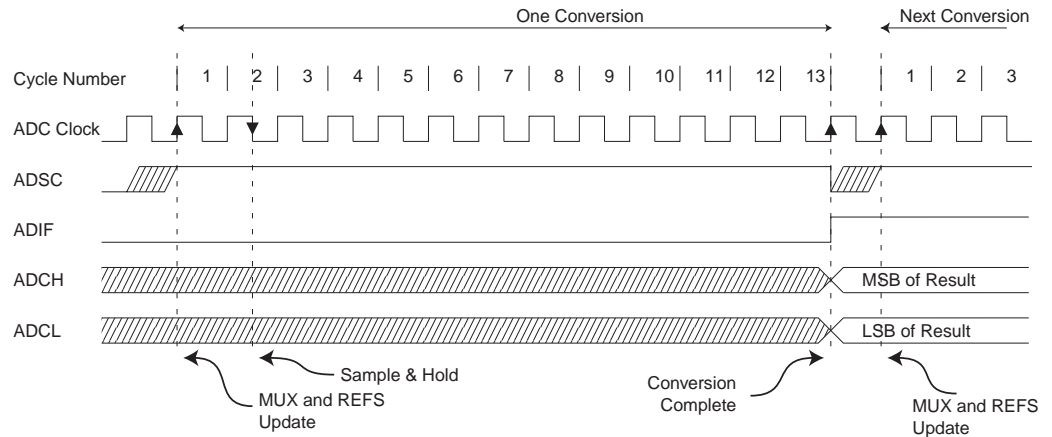 One Conversion
Next Conversion
Cycle Number 1 2 3 4 5 6 7 8 9 10 11 12 13 1 2 3
ADC Clock
ADSC
ADIF
ADCH MSB of Result
ADCL LSB of Result
Sample & Hold
MUX and REFS
Update
Conversion
Complete
MUX and REFS
Update